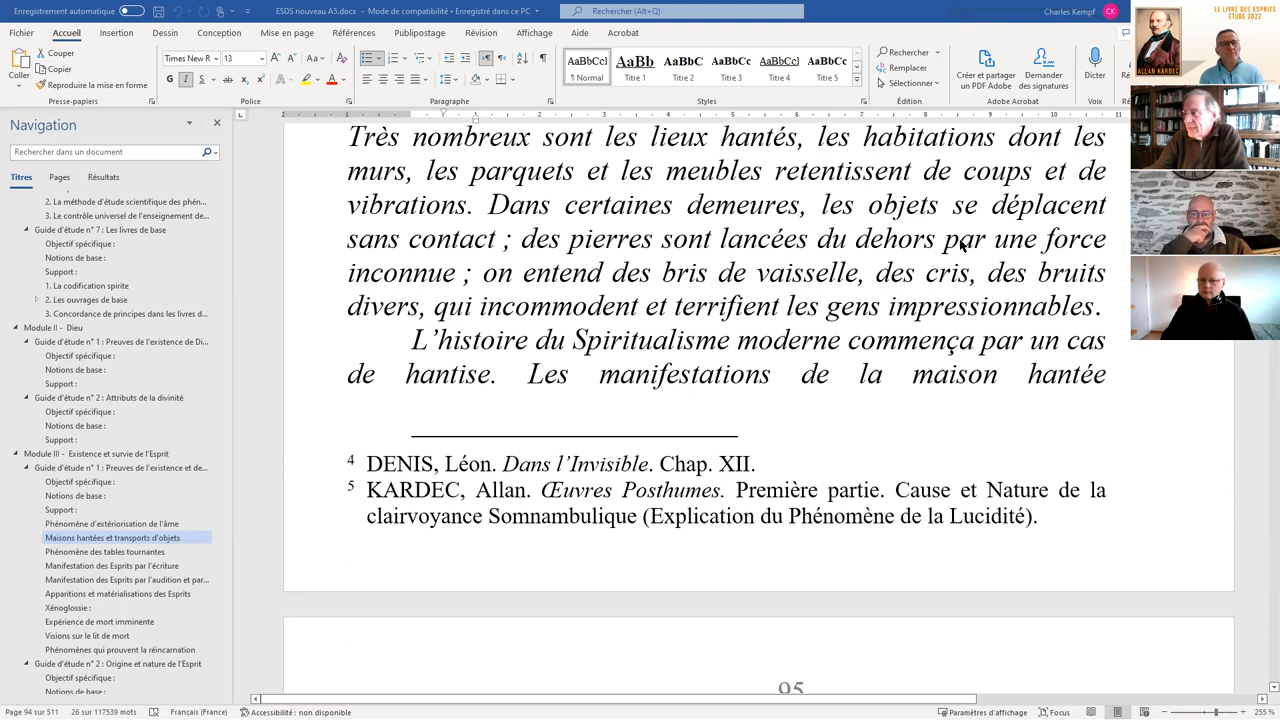 Enregistrement automatique
ESDS nouveau A5.docx • Mode de compatibilité • Enregistré dans ce PC
Rechercher (Alt+Q)
Charles Kempf
CK
LE LIVRE DES ESPRITS
ETUDE 2022
ALLAN KARDEC
Fichier Accueil Insertion Dessin Conception Mise en page Références Publipostage Révision Affichage Aide Acrobat
Coller
Couper
Copier
Reproduire la mise en forme
Presse-papiers
Times New R 13
G I S
Police
Paragraphe
AaBbCcI AaBbCc AaBbC AaBbCc AaBbCcI AaBbCc
¶ Normal Titre 1 Titre 2 Titre 3 Titre 4 Titre 5
Styles
Rechercher
Remplacer
Sélectionner
Édition
Créer et partager un PDF Adobe
Demander des signatures
Adobe Acrobat
Dicter
Voix
Navigation
Rechercher dans un document
Titres Pages Résultats
2. La méthode d'étude scientifique des phén...
3. Le contrôle universel de l'enseignement de...
Guide d'étude n° 7 : Les livres de base
Objectif spécifique :
Notions de base :
Support :
1. La codification spirite
2. Les ouvrages de base
3. Concordance de principes dans les livres d...
Module II - Dieu
Guide d'étude n° 1 : Preuves de l'existence de Di...
Objectif spécifique :
Notions de base :
Support :
Guide d'étude n° 2 : Attributs de la divinité
Objectif spécifique :
Notions de base :
Support :
Module III - Existence et survie de l'Esprit
Guide d'étude n° 1 : Preuves de l'existence et de...
Objectif spécifique :
Notions de base :
Support :
Phénomène d'extériorisation de l'âme
Maisons hantées et transports d'objets
Phénomène des tables tournantes
Manifestation des Esprits par l'écriture
Manifestation des Esprits par l'audition et par...
Apparitions et matérialisations des Esprits
Xénoglossie :
Expérience de mort imminente
Visions sur le lit de mort
Phénomènes qui prouvent la réincarnation
Guide d'étude n° 2 : Origine et nature de l'Esprit
Objectif spécifique :
Notions de base :
Très nombreux sont les lieux hantés, les habitations dont les
murs, les parquets et les meubles retentissent de coups et de
vibrations. Dans certaines demeures, les objets se déplacent
sans contact ; des pierres sont lancées du dehors par une force
inconnue ; on entend des bris de vaisselle, des cris, des bruits
divers, qui incommodent et terrifient les gens impressionnables.
L'histoire du Spiritualisme moderne commença par un cas
de hantise. Les manifestations de la maison hantée
4 DENIS, Léon. Dans l'Invisible. Chap. XII.
5 KARDEC, Allan. Œuvres Posthumes. Première partie. Cause et Nature de la
clairvoyance Somnambulique (Explication du Phénomène de la Lucidité).
95
Page 94 sur 511 26 sur 117539 mots Français (France) Accessibilité : non disponible
Paramètres d'affichage Focus 255 %